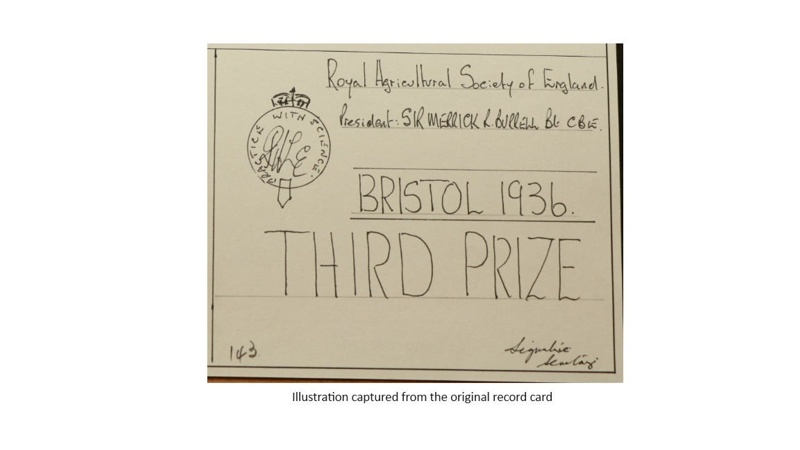 Royal Agricultural Society of England.
President: SIR MERRICK R. BURRELL Bt CBE.
PRACTICE WITH SCIENCE.
RASE
BRISTOL 1936.
THIRD PRIZE
143
Signature
Illustration captured from the original record card